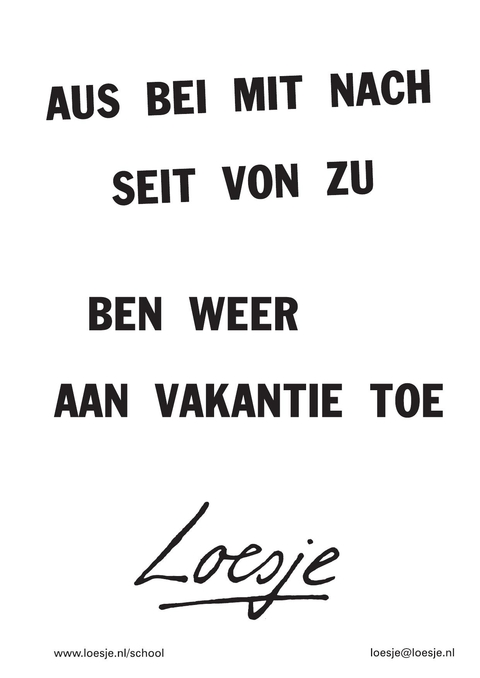 AUS BEI MIT NACH
SEIT VON ZU
BEN WEER
AAN VAKANTIE TOE
Loesje
www.loesje.nl/school loesje@loesje.nl